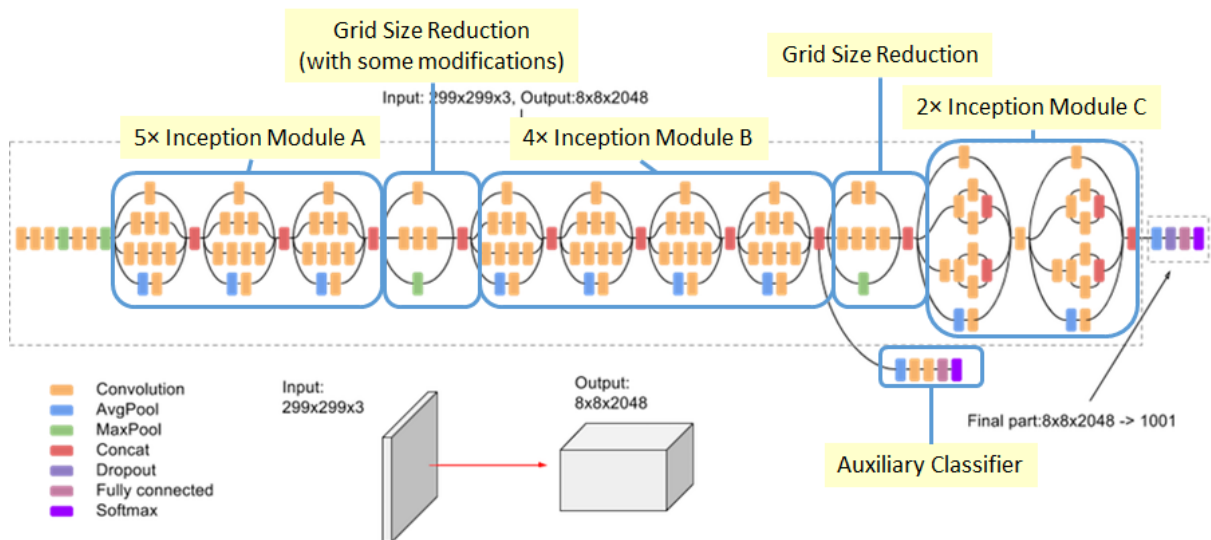 Grid Size Reduction
(with some modifications)
Grid Size Reduction
Input: 299x299x3, Output:8x8x2048
2× Inception Module C
5× Inception Module A
4× Inception Module B
Convolution
AvgPool
MaxPool
Concat
Dropout
Fully connected
Softmax
Input:
299x299x3
Output:
8x8x2048
Final part:8x8x2048 -> 1001
Auxiliary Classifier